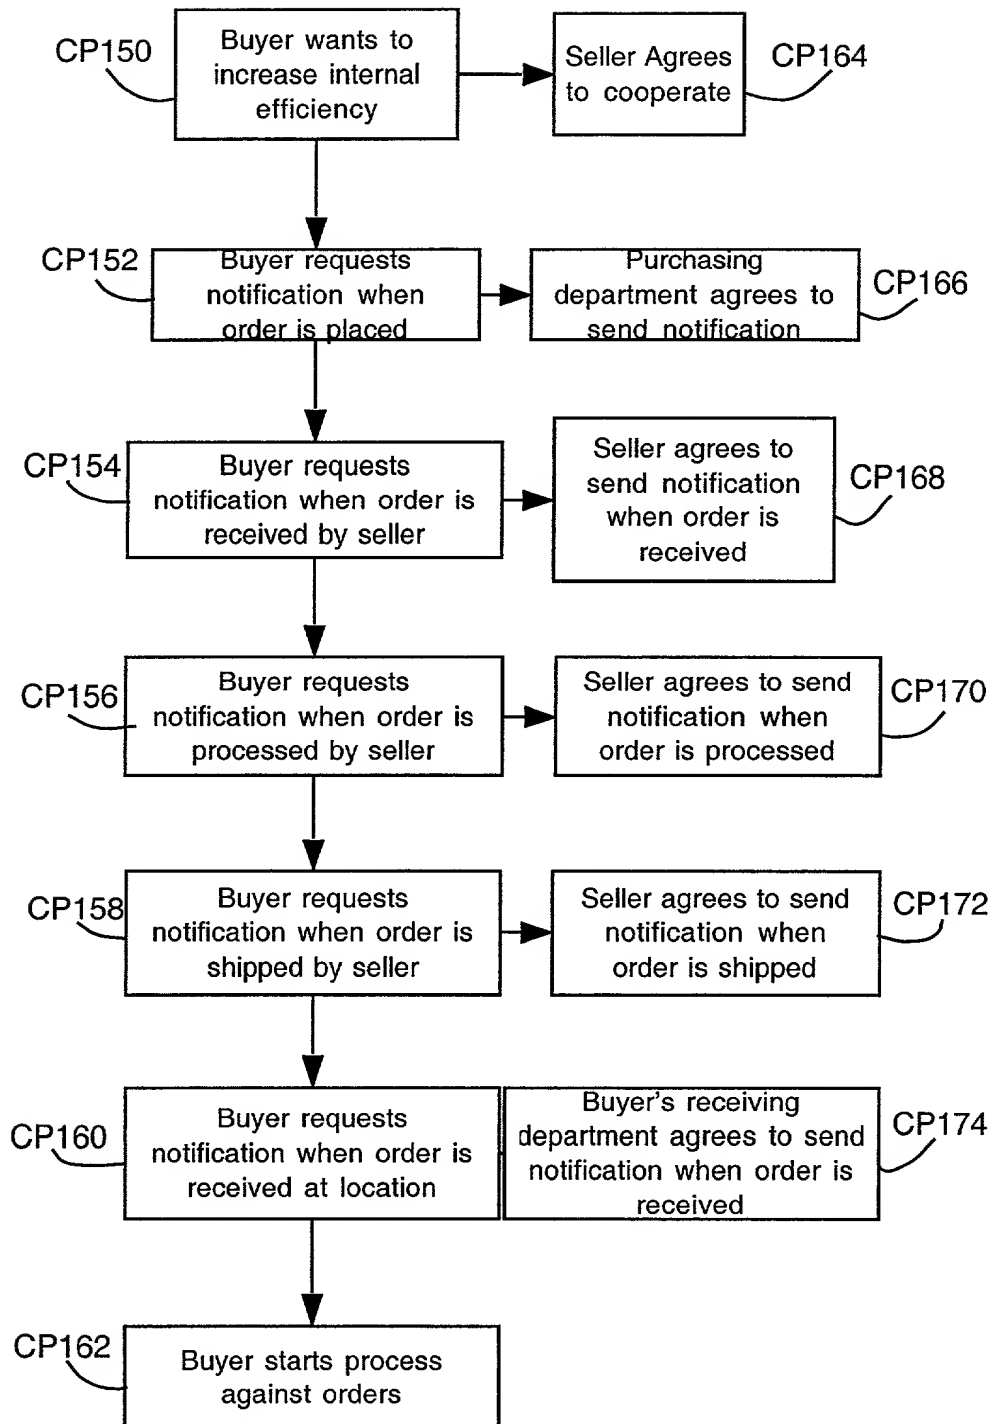 CP150
Buyer wants to
increase internal
efficiency
Seller Agrees
to cooperate
CP164
CP152
Buyer requests
notification when
order is placed
Purchasing
department agrees to
send notification
CP166
CP154
Buyer requests
notification when order is
received by seller
Seller agrees to
send notification
when order is
received
CP168
CP156
Buyer requests
notification when order is
processed by seller
Seller agrees to send
notification when
order is processed
CP170
CP158
Buyer requests
notification when order is
shipped by seller
Seller agrees to send
notification when
order is shipped
CP172
CP160
Buyer requests
notification when order is
received at location
Buyer's receiving
department agrees to send
notification when order is
received
CP174
CP162
Buyer starts process
against orders